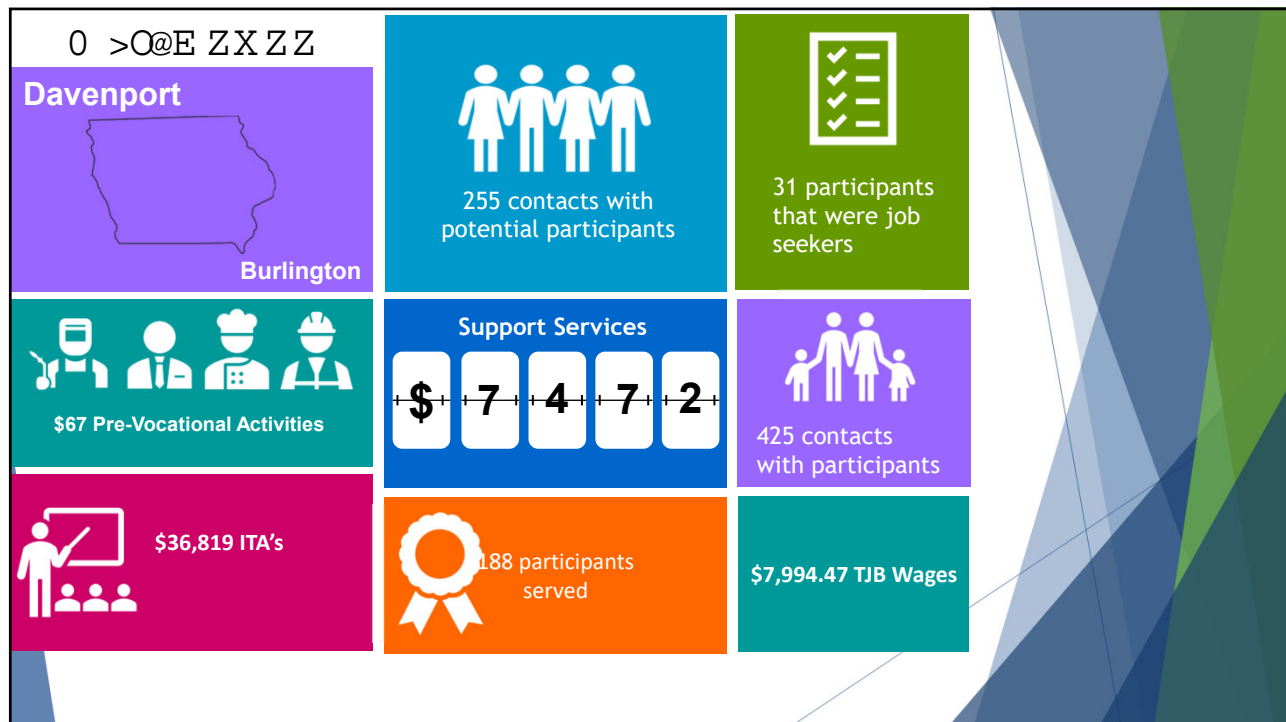 0 >O@E ZXZZ
Davenport
Burlington
255 contacts with
potential participants
31 participants
that were job
seekers
$67 Pre-Vocational Activities
Support Services
$ 7 4 7 2
425 contacts
with participants
$36,819 ITA’s
188 participants
served
$7,994.47 TJB Wages